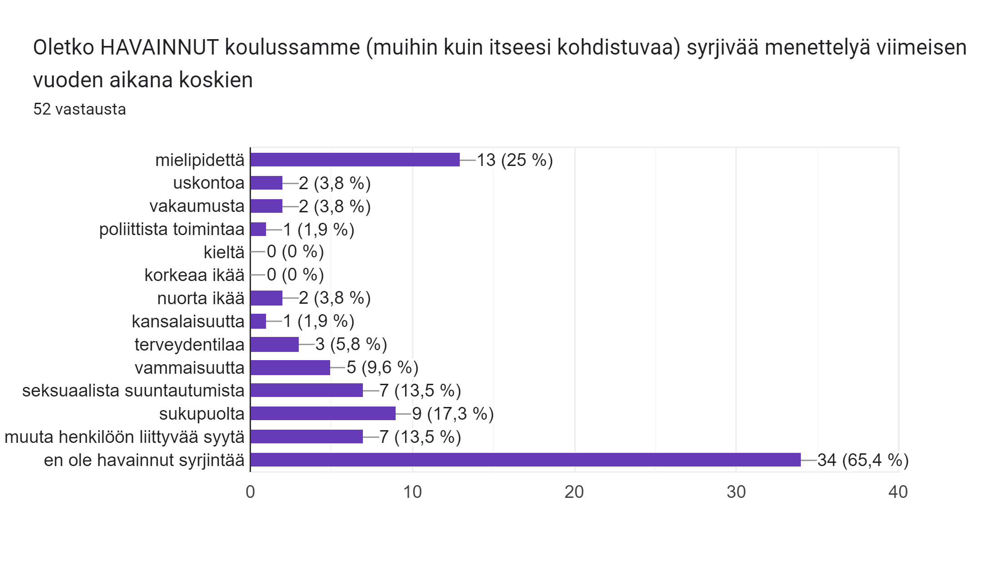 Oletko HAVAINNUT koulussamme (muihin kuin itseesi kohdistuvaa) syrjivää menettelyä viimeisen
vuoden aikana koskien
52 vastausta
mielipidettä 13 (25 %)
uskontoa 2 (3,8 %)
vakaumusta 2 (3,8 %)
poliittista toimintaa 1 (1,9 %)
kieltä 0 (0 %)
korkeaa ikää 0 (0 %)
nuorta ikää 2 (3,8 %)
kansalaisuutta 1 (1,9 %)
terveydentilaa 3 (5,8 %)
vammaisuutta 5 (9,6 %)
seksuaalista suuntautumista 7 (13,5 %)
sukupuolta 9 (17,3 %)
muuta henkilöön liittyvää syytä 7 (13,5 %)
en ole havainnut syrjintää 34 (65,4 %)
0 10 20 30 40